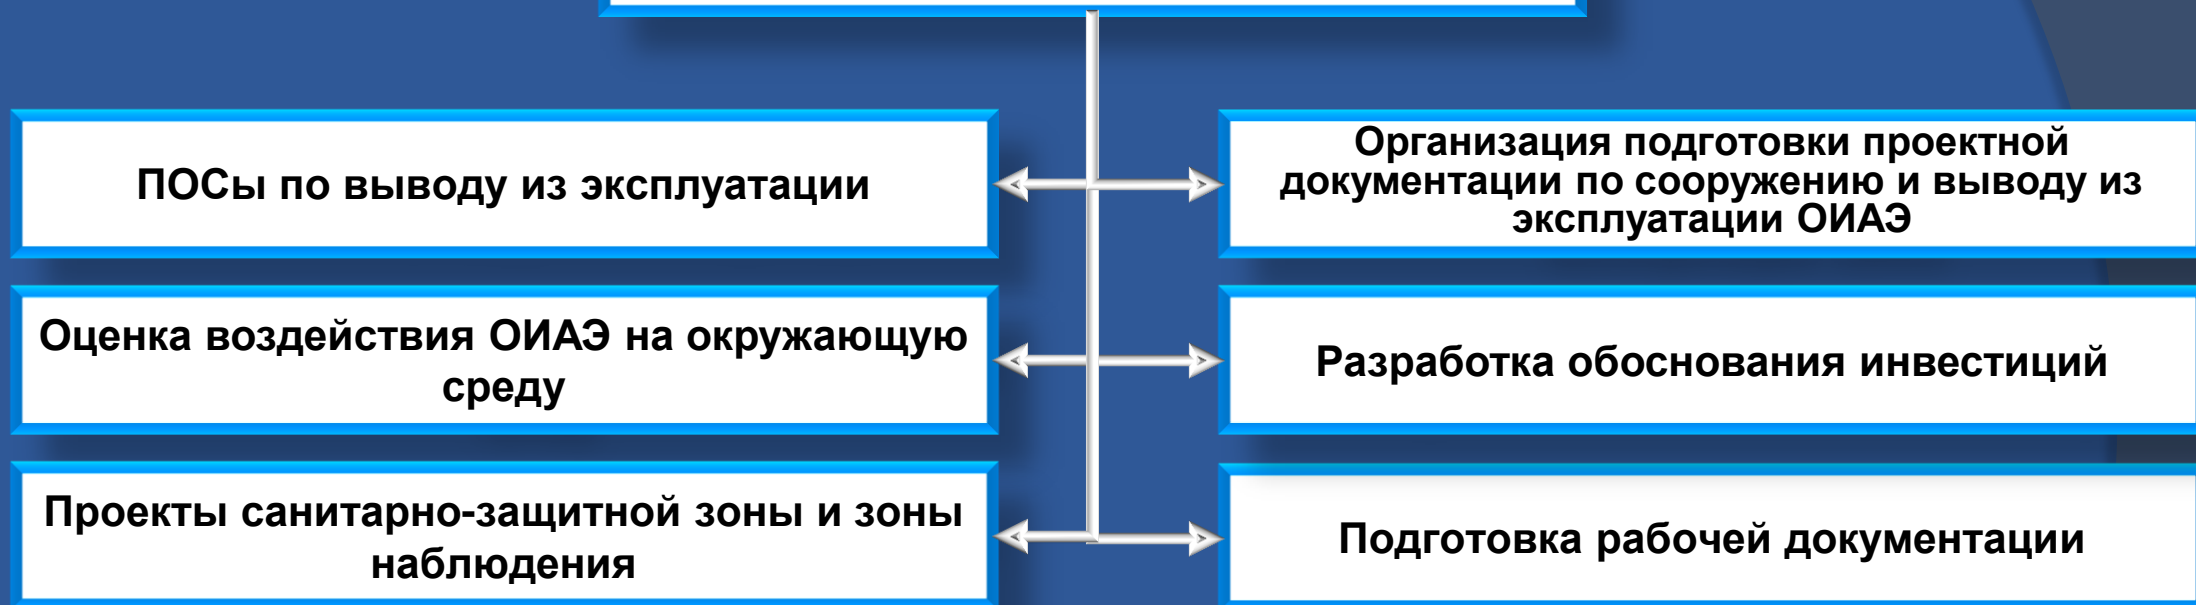 ПОСы по выводу из эксплуатации
Организация подготовки проектной
документации по сооружению и выводу из
эксплуатации ОИАЭ
Оценка воздействия ОИАЭ на окружающую
среду
Разработка обоснования инвестиций
Проекты санитарно-защитной зоны и зоны
наблюдения
Подготовка рабочей документации